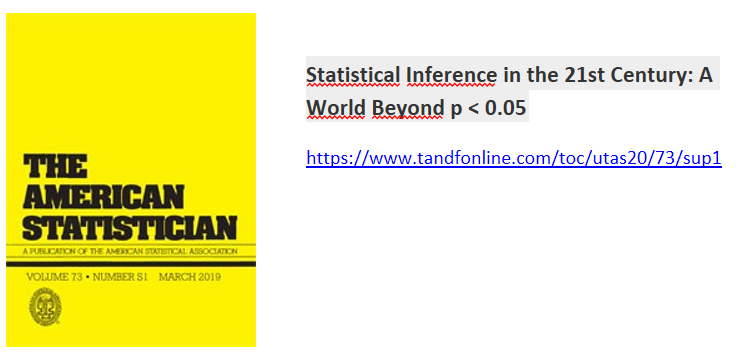 THE
AMERICAN
STATISTICIAN
A PUBLICATION OF THE AMERICAN STATISTICAL ASSOCIATION
VOLUME 73 • NUMBER S1 MARCH 2019
Statistical Inference in the 21st Century: A
World Beyond p < 0.05
https://www.tandfonline.com/toc/utas20/73/sup1